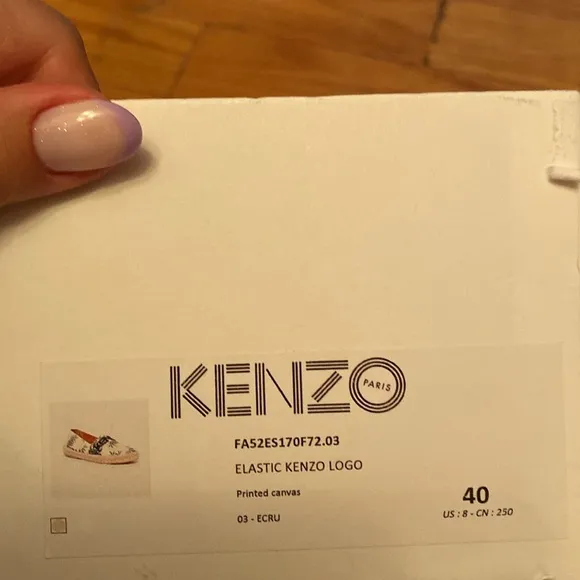 KENZO
PARIS
FA52ES170F72.03
ELASTIC KENZO LOGO
Printed canvas
03 - ECRU
40
US : 8 - CN : 250